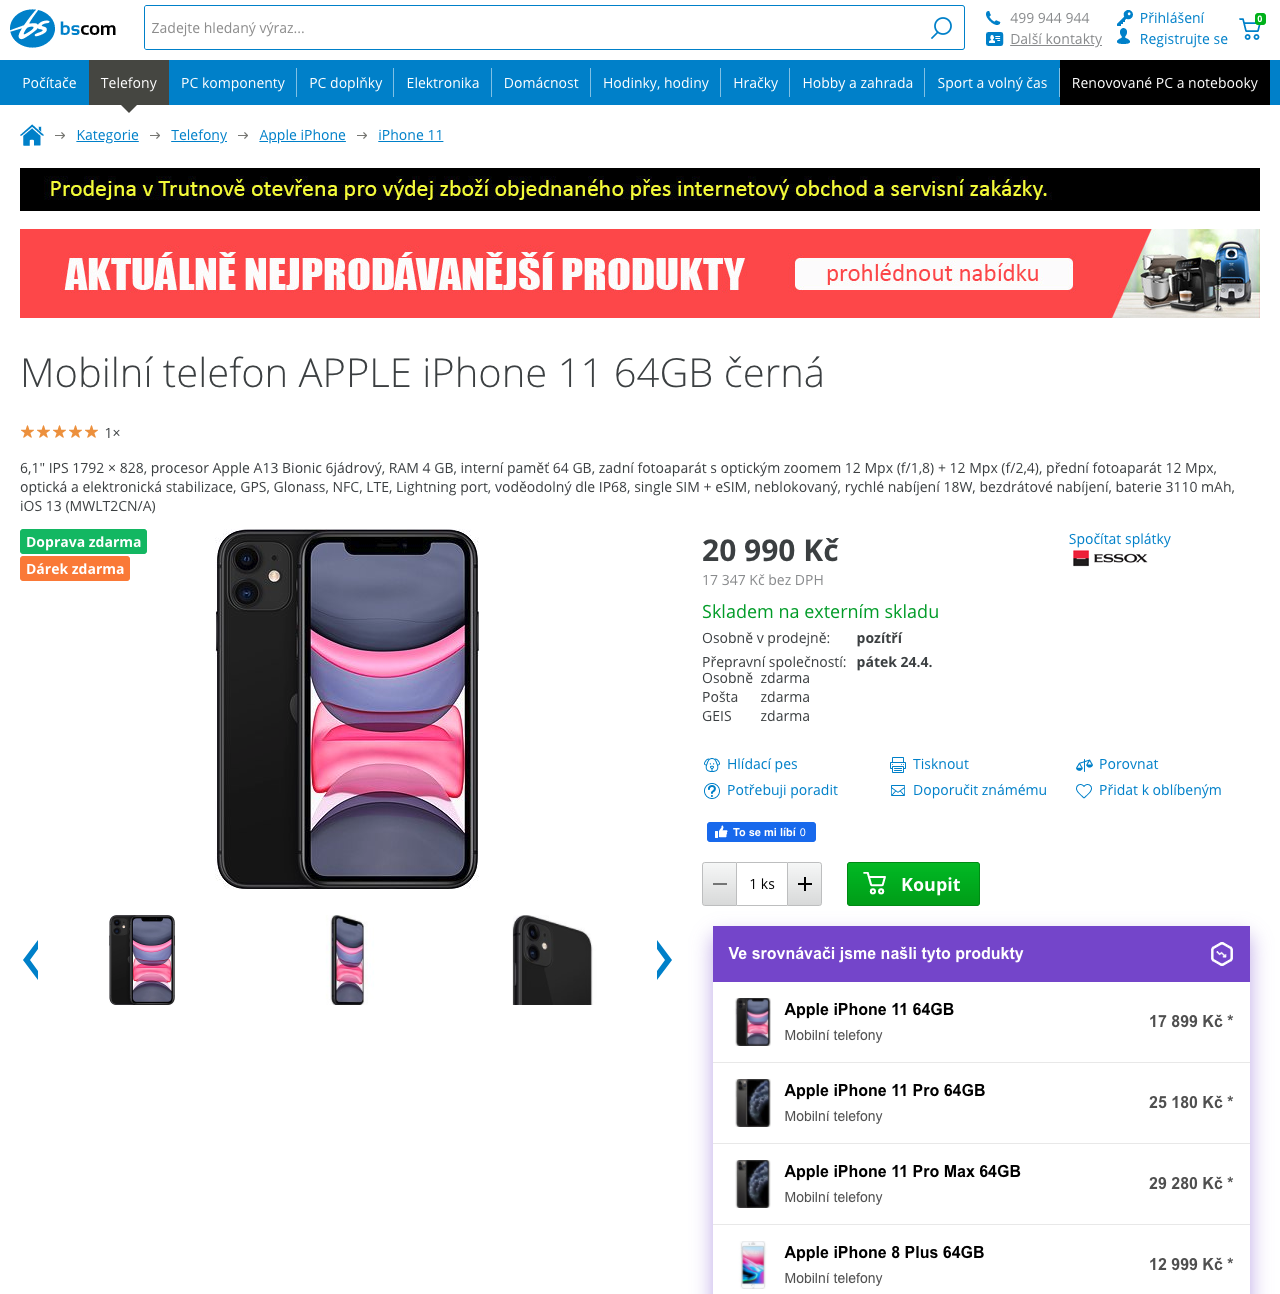 bs bscom
Zadejte hledaný výraz...
499 944 944
Další kontakty
Přihlášení
Registrujte se
0
Počítače
Telefony
PC komponenty
PC doplňky
Elektronika
Domácnost
Hodinky, hodiny
Hračky
Hobby a zahrada
Sport a volný čas
Renovované PC a notebooky
→ Kategorie → Telefony → Apple iPhone → iPhone 11
Prodejna v Trutnově otevřena pro výdej zboží objednaného přes internetový obchod a servisní zakázky.
AKTUÁLNĚ NEJPRODÁVANĚJŠÍ PRODUKTY
prohlédnout nabídku
Mobilní telefon APPLE iPhone 11 64GB černá
★★★★★ 1×
6,1" IPS 1792 × 828, procesor Apple A13 Bionic 6jádrový, RAM 4 GB, interní paměť 64 GB, zadní fotoaparát s optickým zoomem 12 Mpx (f/1,8) + 12 Mpx (f/2,4), přední fotoaparát 12 Mpx,
optická a elektronická stabilizace, GPS, Glonass, NFC, LTE, Lightning port, voděodolný dle IP68, single SIM + eSIM, neblokovaný, rychlé nabíjení 18W, bezdrátové nabíjení, baterie 3110 mAh,
iOS 13 (MWLT2CN/A)
Doprava zdarma
Dárek zdarma
20 990 Kč
17 347 Kč bez DPH
Spočítat splátky
ESSOX
Skladem na externím skladu
Osobně v prodejně: pozítří
Přepravní společností: pátek 24.4.
Osobně zdarma
Pošta zdarma
GEIS zdarma
Hlídací pes
Tisknout
Porovnat
Potřebuji poradit
Doporučit známému
Přidat k oblíbeným
To se mi líbí 0
1 ks
Koupit
Ve srovnávači jsme našli tyto produkty
Apple iPhone 11 64GB
Mobilní telefony
17 899 Kč *
Apple iPhone 11 Pro 64GB
Mobilní telefony
25 180 Kč *
Apple iPhone 11 Pro Max 64GB
Mobilní telefony
29 280 Kč *
Apple iPhone 8 Plus 64GB
Mobilní telefony
12 999 Kč *